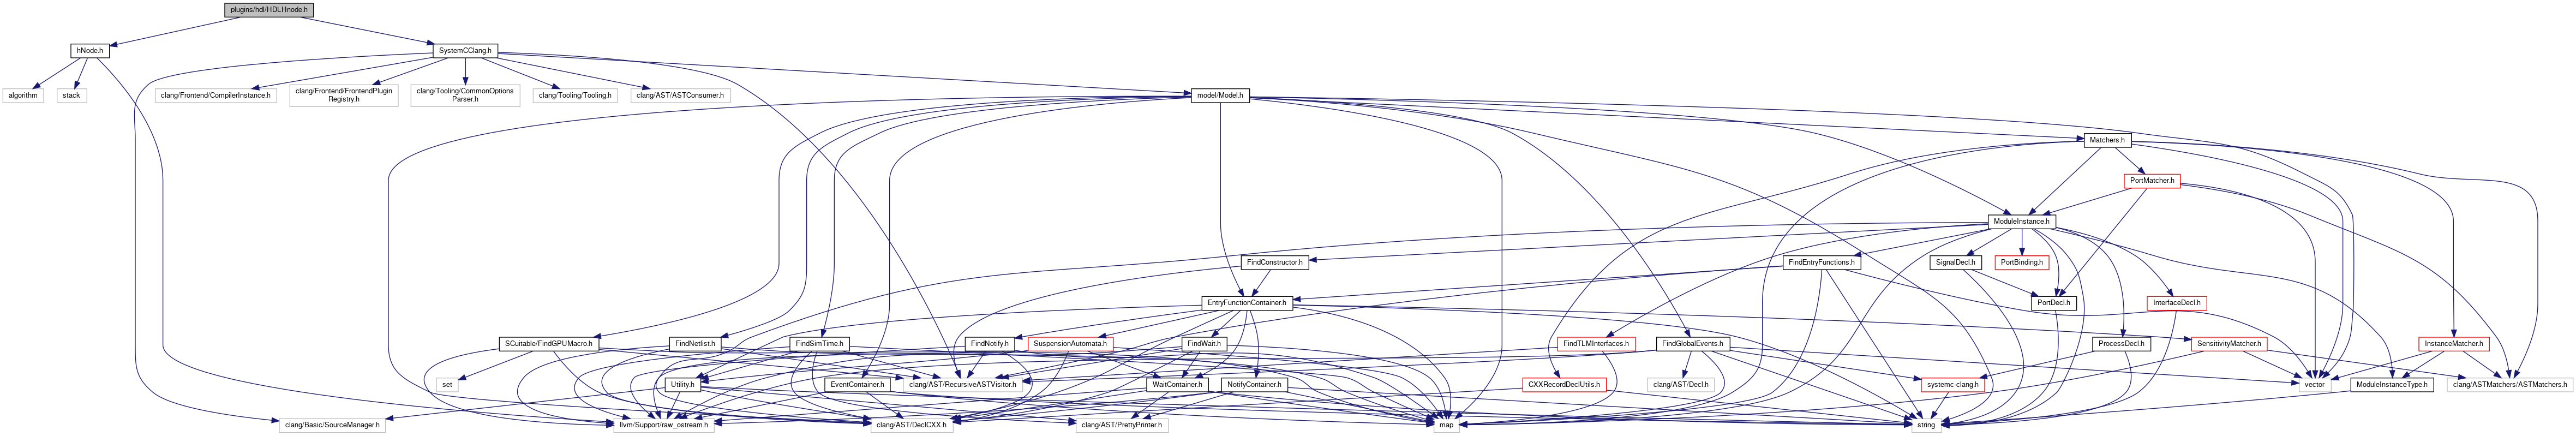 plugins/hdl/HDLHnode.h
hNode.h
SystemCClang.h
algorithm
stack
clang/Frontend/CompilerInstance.h
clang/Frontend/FrontendPlugin
Registry.h
clang/Tooling/CommonOptions
Parser.h
clang/Tooling/Tooling.h
clang/AST/ASTConsumer.h
model/Model.h
Matchers.h
PortMatcher.h
ModuleInstance.h
FindConstructor.h
FindEntryFunctions.h
SignalDecl.h
PortBinding.h
EntryFunctionContainer.h
PortDecl.h
InterfaceDecl.h
SCuitable/FindGPUMacro.h
FindNetlist.h
FindSimTime.h
FindNotify.h
SuspensionAutomata.h
FindWait.h
FindTLMInterfaces.h
FindGlobalEvents.h
ProcessDecl.h
SensitivityMatcher.h
InstanceMatcher.h
set
Utility.h
EventContainer.h
clang/AST/RecursiveASTVisitor.h
WaitContainer.h
NotifyContainer.h
CXXRecordDeclUtils.h
clang/AST/Decl.h
systemc-clang.h
vector
ModuleInstanceType.h
clang/ASTMatchers/ASTMatchers.h
clang/Basic/SourceManager.h
llvm/Support/raw_ostream.h
clang/AST/DeclCXX.h
clang/AST/PrettyPrinter.h
map
string